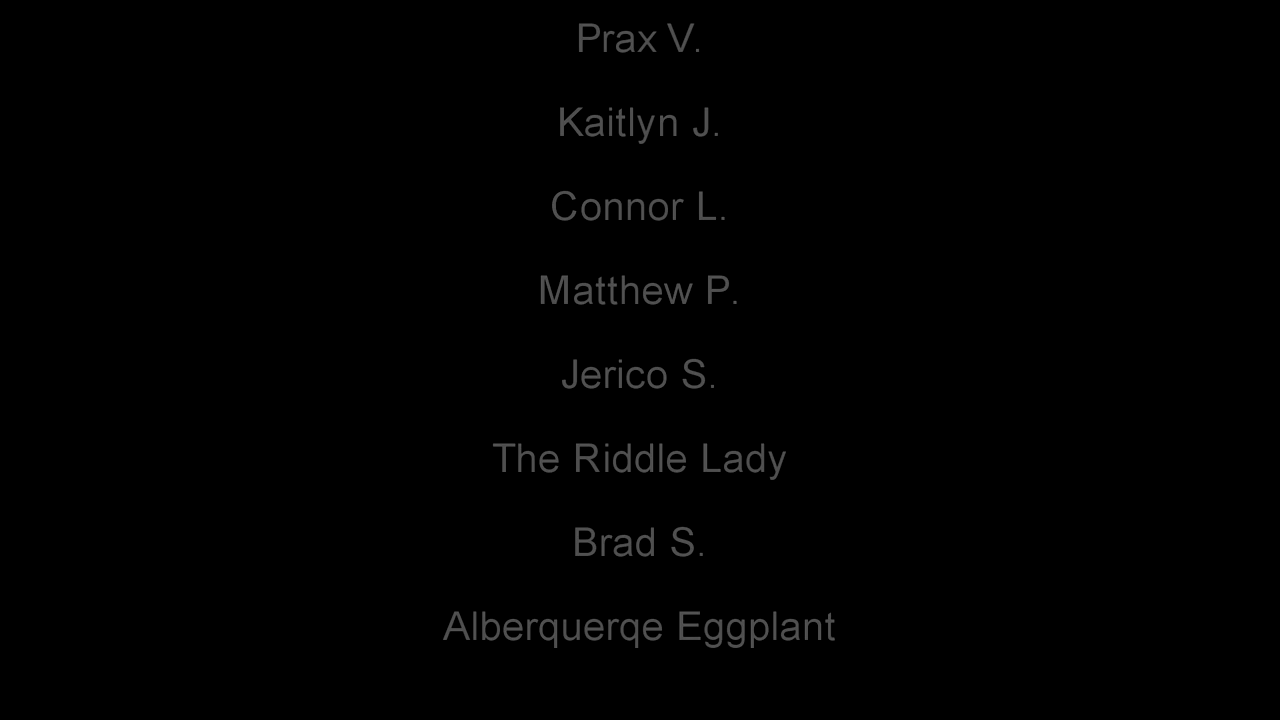 Prax V.
Kaitlyn J.
Connor L.
Matthew P.
Jerico S.
The Riddle Lady
Brad S.
Alberquerqe Eggplant